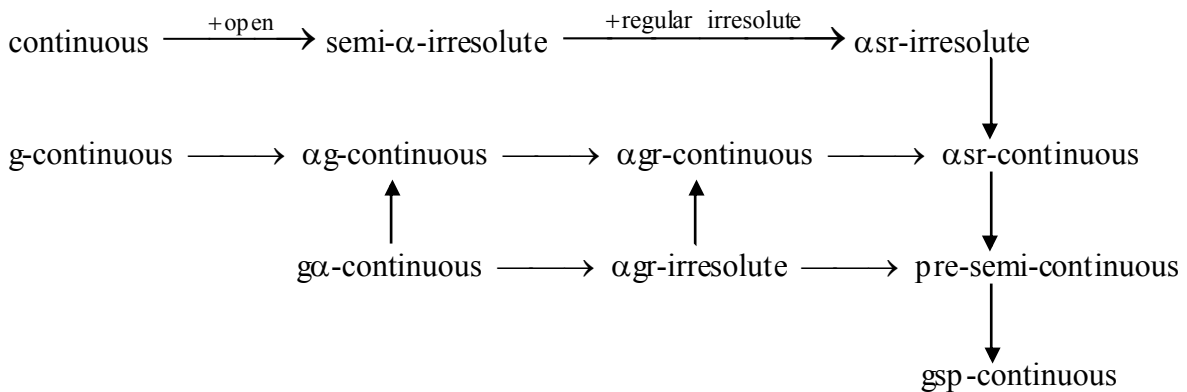 continuous +open semi-α-irresolute +regular irresolute αsr-irresolute
g-continuous αg-continuous αgr-continuous αsr-continuous
gα-continuous αgr-irresolute pre-semi-continuous
gsp-continuous